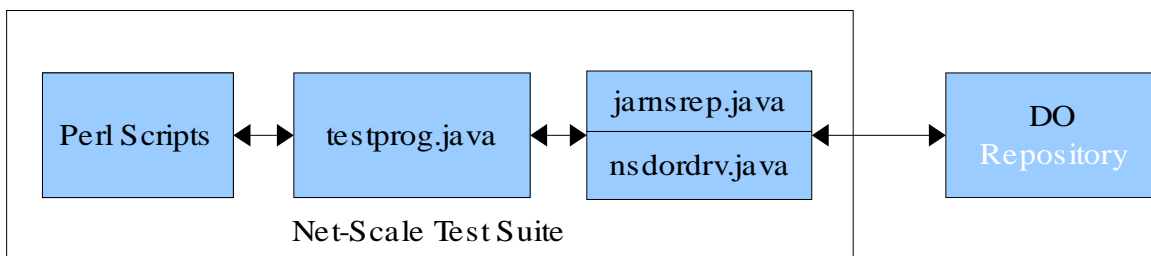 Perl Scripts
testprog.java
jarnsrep.java
nsdordrv.java
DO
Repository
Net-Scale Test Suite